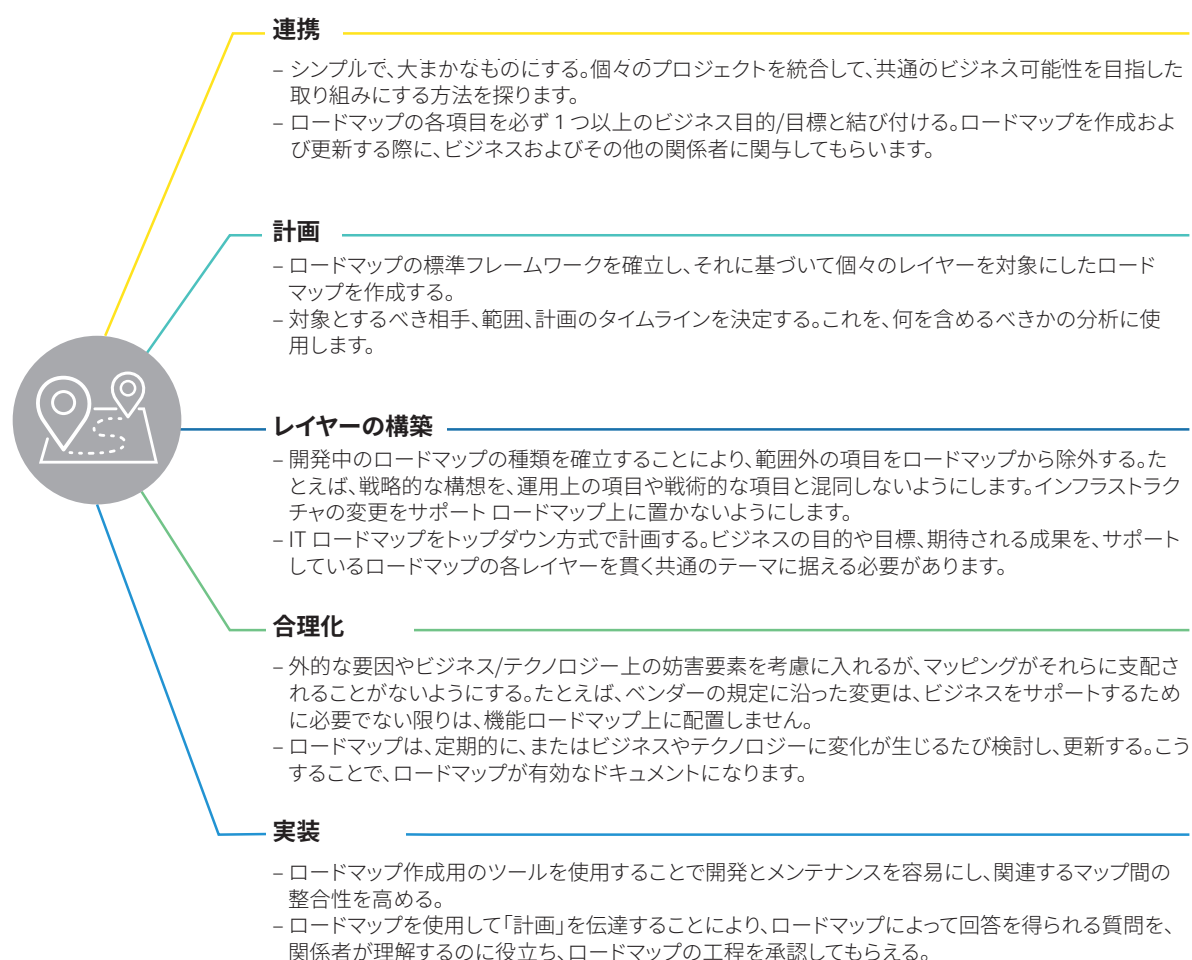 連携
– シンプルで、大まかなものにする。個々のプロジェクトを統合して、共通のビジネス可能性を目指した
取り組みにする方法を探ります。
– ロードマップの各項目を必ず 1 つ以上のビジネス目的/目標と結び付ける。ロードマップを作成およ
び更新する際に、ビジネスおよびその他の関係者に関与してもらいます。
計画
– ロードマップの標準フレームワークを確立し、それに基づいて個々のレイヤーを対象にしたロード
マップを作成する。
– 対象とするべき相手、範囲、計画のタイムラインを決定する。これを、何を含めるべきかの分析に使
用します。
レイヤーの構築
– 開発中のロードマップの種類を確立することにより、範囲外の項目をロードマップから除外する。た
とえば、戦略的な構想を、運用上の項目や戦術的な項目と混同しないようにします。インフラストラク
チャの変更をサポート ロードマップ上に置かないようにします。
– IT ロードマップをトップダウン方式で計画する。ビジネスの目的や目標、期待される成果を、サポート
しているロードマップの各レイヤーを貫く共通のテーマに据える必要があります。
合理化
– 外的な要因やビジネス/テクノロジー上の妨害要素を考慮に入れるが、マッピングがそれらに支配さ
れることがないようにする。たとえば、ベンダーの規定に沿った変更は、ビジネスをサポートするため
に必要でない限りは、機能ロードマップ上に配置しません。
– ロードマップは、定期的に、またはビジネスやテクノロジーに変化が生じるたび検討し、更新する。こう
することで、ロードマップが有効なドキュメントになります。
実装
– ロードマップ作成用のツールを使用することで開発とメンテナンスを容易にし、関連するマップ間の
整合性を高める。
– ロードマップを使用して「計画」を伝達することにより、ロードマップによって回答を得られる質問を、
関係者が理解するのに役立ち、ロードマップの工程を承認してもらえる。